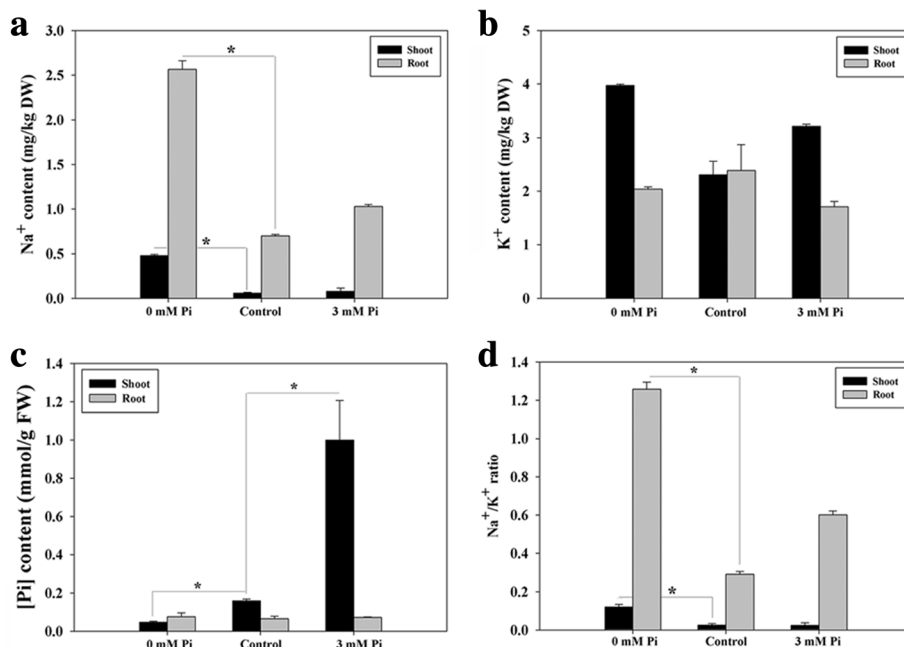 a
3.0
2.5
2.0
1.5
1.0
0.5
0.0
Na⁺ content (mg/kg DW)
*
*
Shoot
Root
0 mM Pi Control 3 mM Pi
b
5
4
3
2
1
0
K⁺ content (mg/kg DW)
Shoot
Root
0 mM Pi Control 3 mM Pi
c
1.4
1.2
1.0
0.8
0.6
0.4
0.2
0.0
[Pi] content (mmol/g FW)
Shoot
Root
*
*
0 mM Pi Control 3 mM Pi
d
1.4
1.2
1.0
0.8
0.6
0.4
0.2
0.0
Na⁺/K⁺ ratio
*
*
Shoot
Root
0 mM Pi Control 3 mM Pi